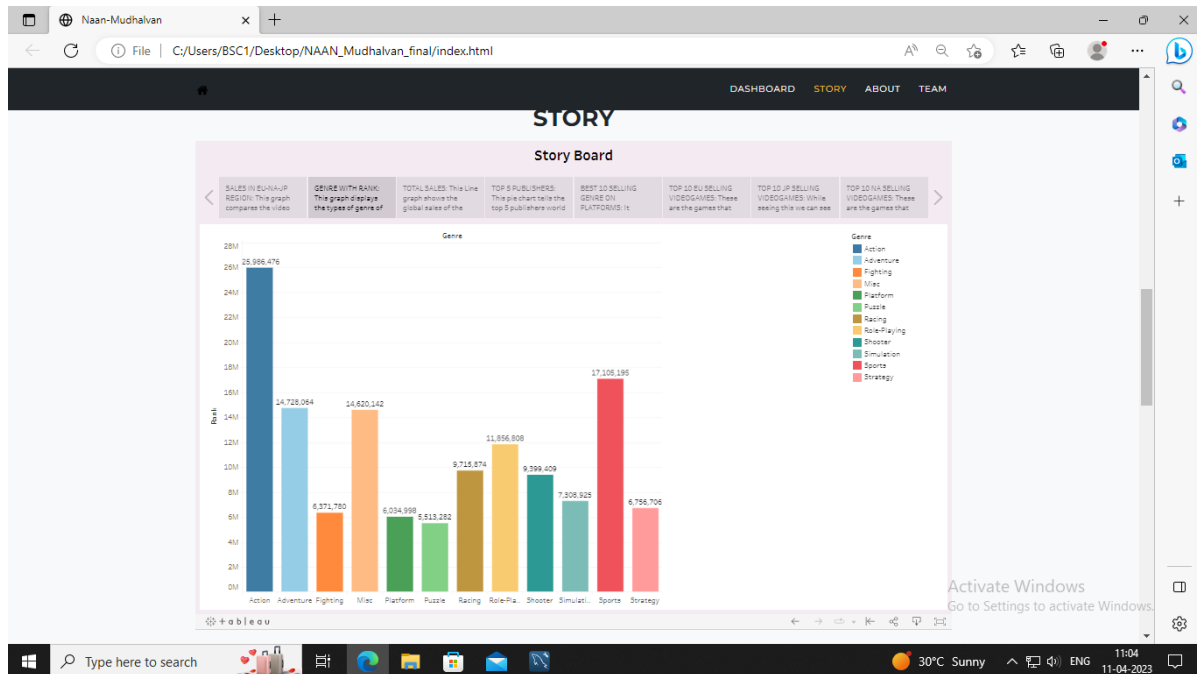 Naan-Mudhalvan
File | C:/Users/BSC1/Desktop/NAAN_Mudhalvan_final/index.html
DASHBOARD STORY ABOUT TEAM
STORY
Story Board
SALES IN EU-NA-JP
REGION: This graph
compares the video
GENRE WITH RANK:
This graph displays
the types of genre of
TOTAL SALES: This Line
graph shows the
global sales of the
TOP 5 PUBLISHERS:
This pie chart tells the
top 5 publishers world
BEST 10 SELLING
GENRE ON
PLATFORMS: It
TOP 10 EU SELLING
VIDEOGAMES: These
are the games that
TOP 10 JP SELLING
VIDEOGAMES: While
seeing this we can see
TOP 10 NA SELLING
VIDEOGAMES: These
are the games that
Genre
28M
26M
24M
22M
20M
18M
16M
14M
12M
10M
8M
6M
4M
2M
0M
Rank
25,986,476
14,728,064
6,371,780
14,620,142
6,034,998
5,513,282
9,715,874
11,856,808
9,399,409
7,308,925
17,105,195
6,756,706
Action Adventure Fighting Misc Platform Puzzle Racing Role-Pla.. Shooter Simulati.. Sports Strategy
Genre
Action
Adventure
Fighting
Misc
Platform
Puzzle
Racing
Role-Playing
Shooter
Simulation
Sports
Strategy
+ a b l e a u
Activate Windows
Go to Settings to activate Windows.
Type here to search
30°C Sunny
ENG
11:04
11-04-2023